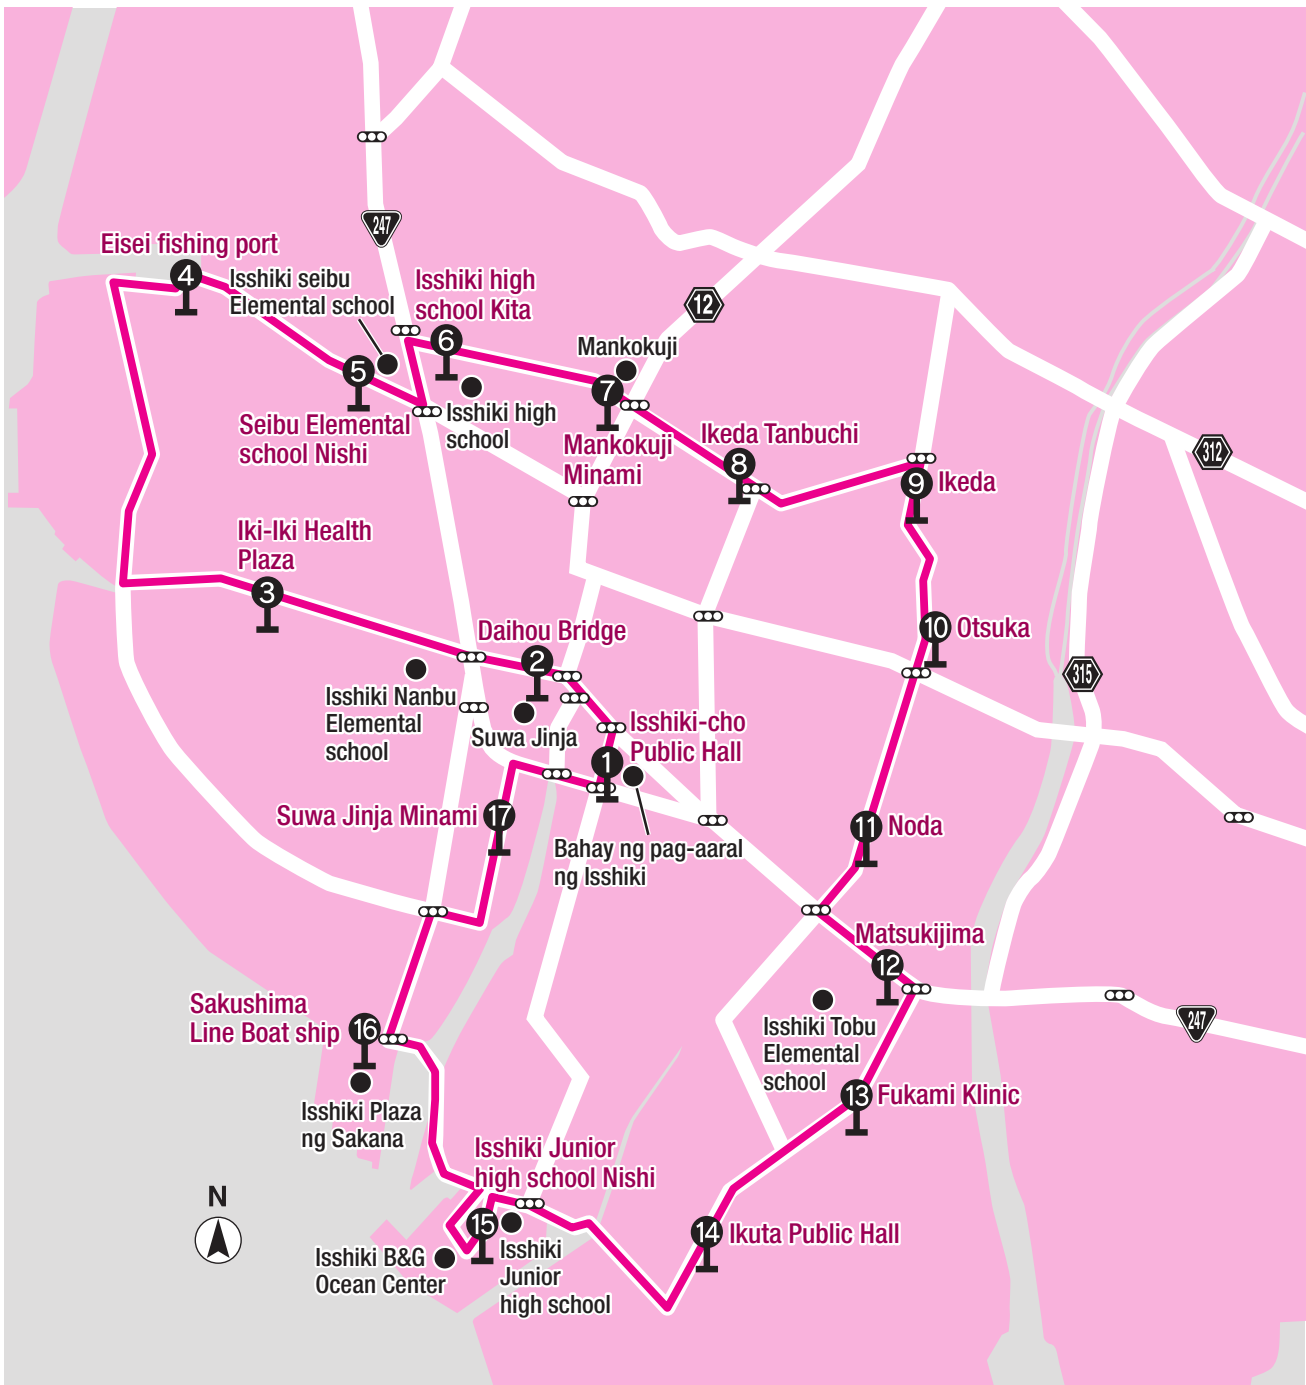 247
Eisei fishing port
4
Isshiki seibu
Elemental school
Isshiki high
school Kita
6
12
Mankokuji
5
7
Seibu Elemental
school Nishi
Isshiki high
school
Mankokuji
Minami
Ikeda Tanbuchi
8
312
9
Ikeda
Iki-Iki Health
Plaza
3
Daihou Bridge
2
10
Otsuka
315
Isshiki Nanbu
Elemental
school
Suwa Jinja
Isshiki-cho
Public Hall
1
Suwa Jinja Minami
17
Bahay ng pag-aaral
ng Isshiki
11
Noda
Matsukijima
12
Sakushima
Line Boat ship
16
Isshiki Tobu
Elemental
school
247
Isshiki Plaza
ng Sakana
13
Fukami Klinic
Isshiki Junior
high school Nishi
N
15
14
Ikuta Public Hall
Isshiki B&G
Ocean Center
Isshiki
Junior
high school